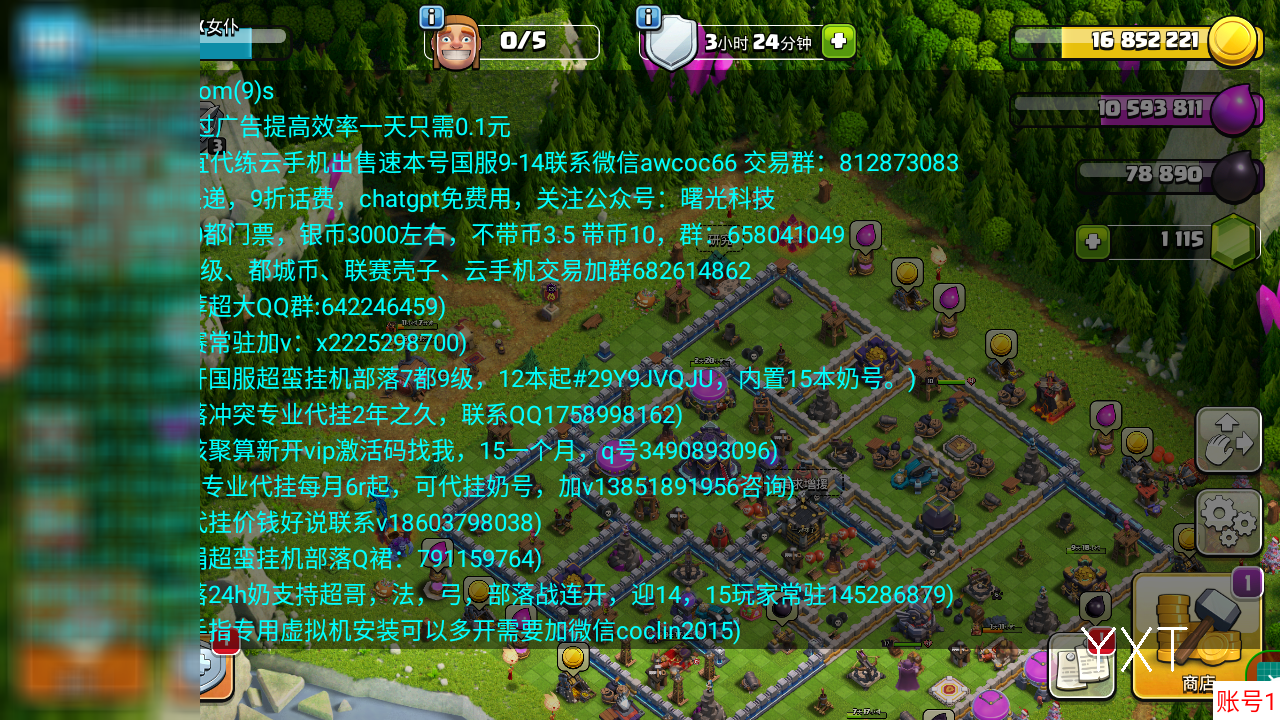 女仆
0/5
3小时 24分钟
16 852 221
om(9)s
过广告提高效率一天只需0.1元
10 593 811
宜代练云手机出售速本号国服9-14联系微信awcoc66 交易群：812873083
78 890
递，9折话费，chatgpt免费用，关注公众号：曙光科技
都门票，银币3000左右，不带币3.5 带币10，群：658041049
1 115
级、都城币、联赛壳子、云手机交易加群682614862
超大QQ群:642246459)
赛常驻加v：x2225298700)
国服超蛮挂机部落7都9级，12本起#29Y9JVQJU，内置15本奶号。)
落冲突专业代挂2年之久，联系QQ1758998162)
聚算新开vip激活码找我，15一个月，q号3490893096)
专业代挂每月6r起，可代挂奶号，加v13851891956咨询)
代挂价钱好说联系v18603798038)
超蛮挂机部落Q裙：791159764)
落24h奶支持超哥，法，弓，部落战连开，迎14，15玩家常驻145286879)
手指专用虚拟机安装可以多开需要加微信coclin2015)
1
YXT
商店
账号1